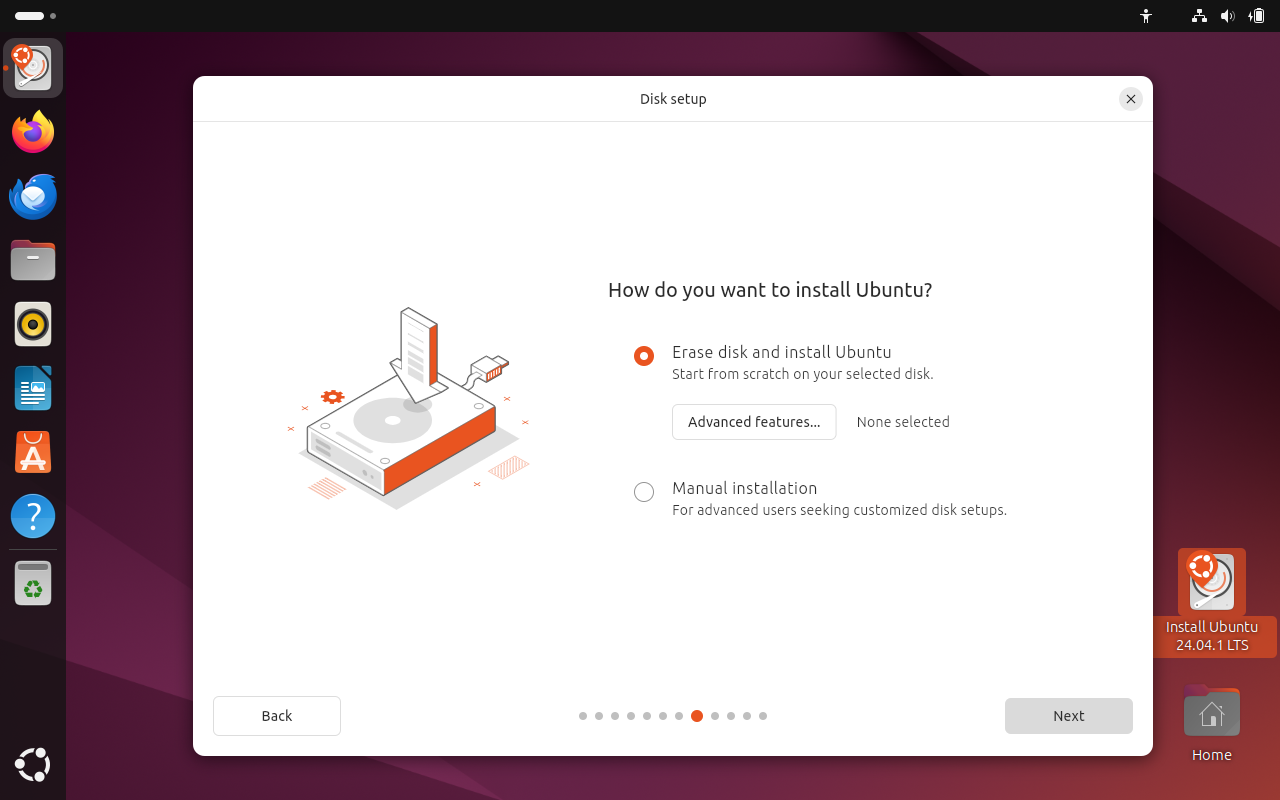 Disk setup
How do you want to install Ubuntu?
Erase disk and install Ubuntu
Start from scratch on your selected disk.
Advanced features... None selected
Manual installation
For advanced users seeking customized disk setups.
Back
Next
Install Ubuntu
24.04.1 LTS
Home